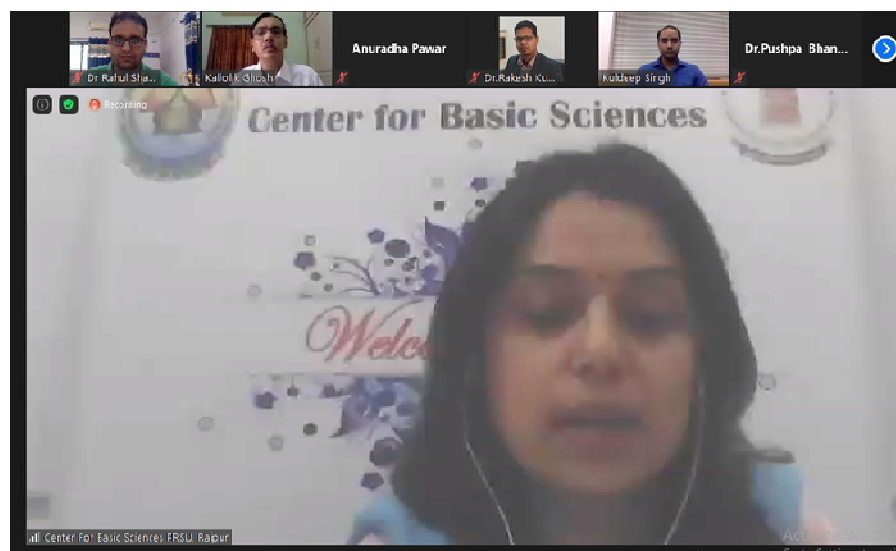 Dr Rahul Sha...
Kallol K Ghosh
Anuradha Pawar
Dr.Rakesh Ku...
Kuldeep Singh
Dr.Pushpa Bhan...
Recording
Center for Basic Sciences
Welco
Center For Basic Sciences PRSU, Raipur